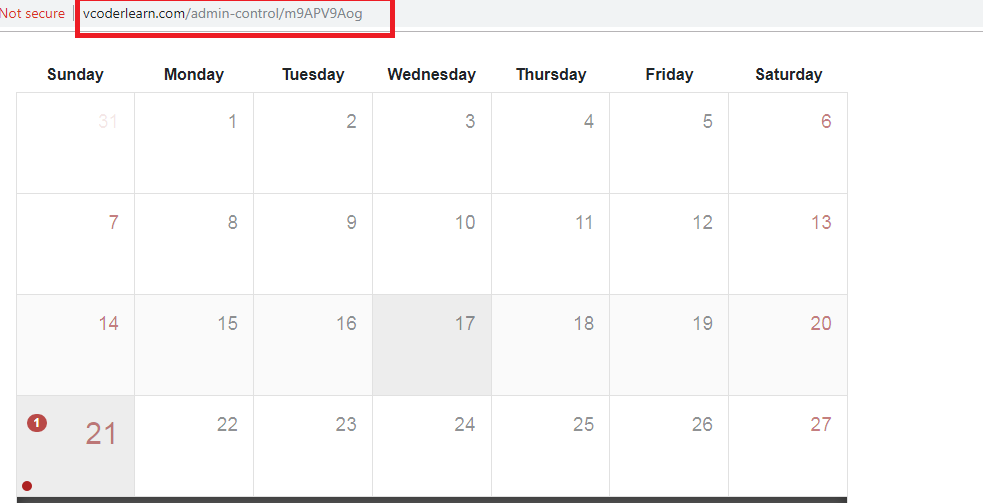 Not secure | vcoderlearn.com/admin-control/m9APV9Aog
Sunday Monday Tuesday Wednesday Thursday Friday Saturday
31 1 2 3 4 5 6
7 8 9 10 11 12 13
14 15 16 17 18 19 20
1 21 22 23 24 25 26 27